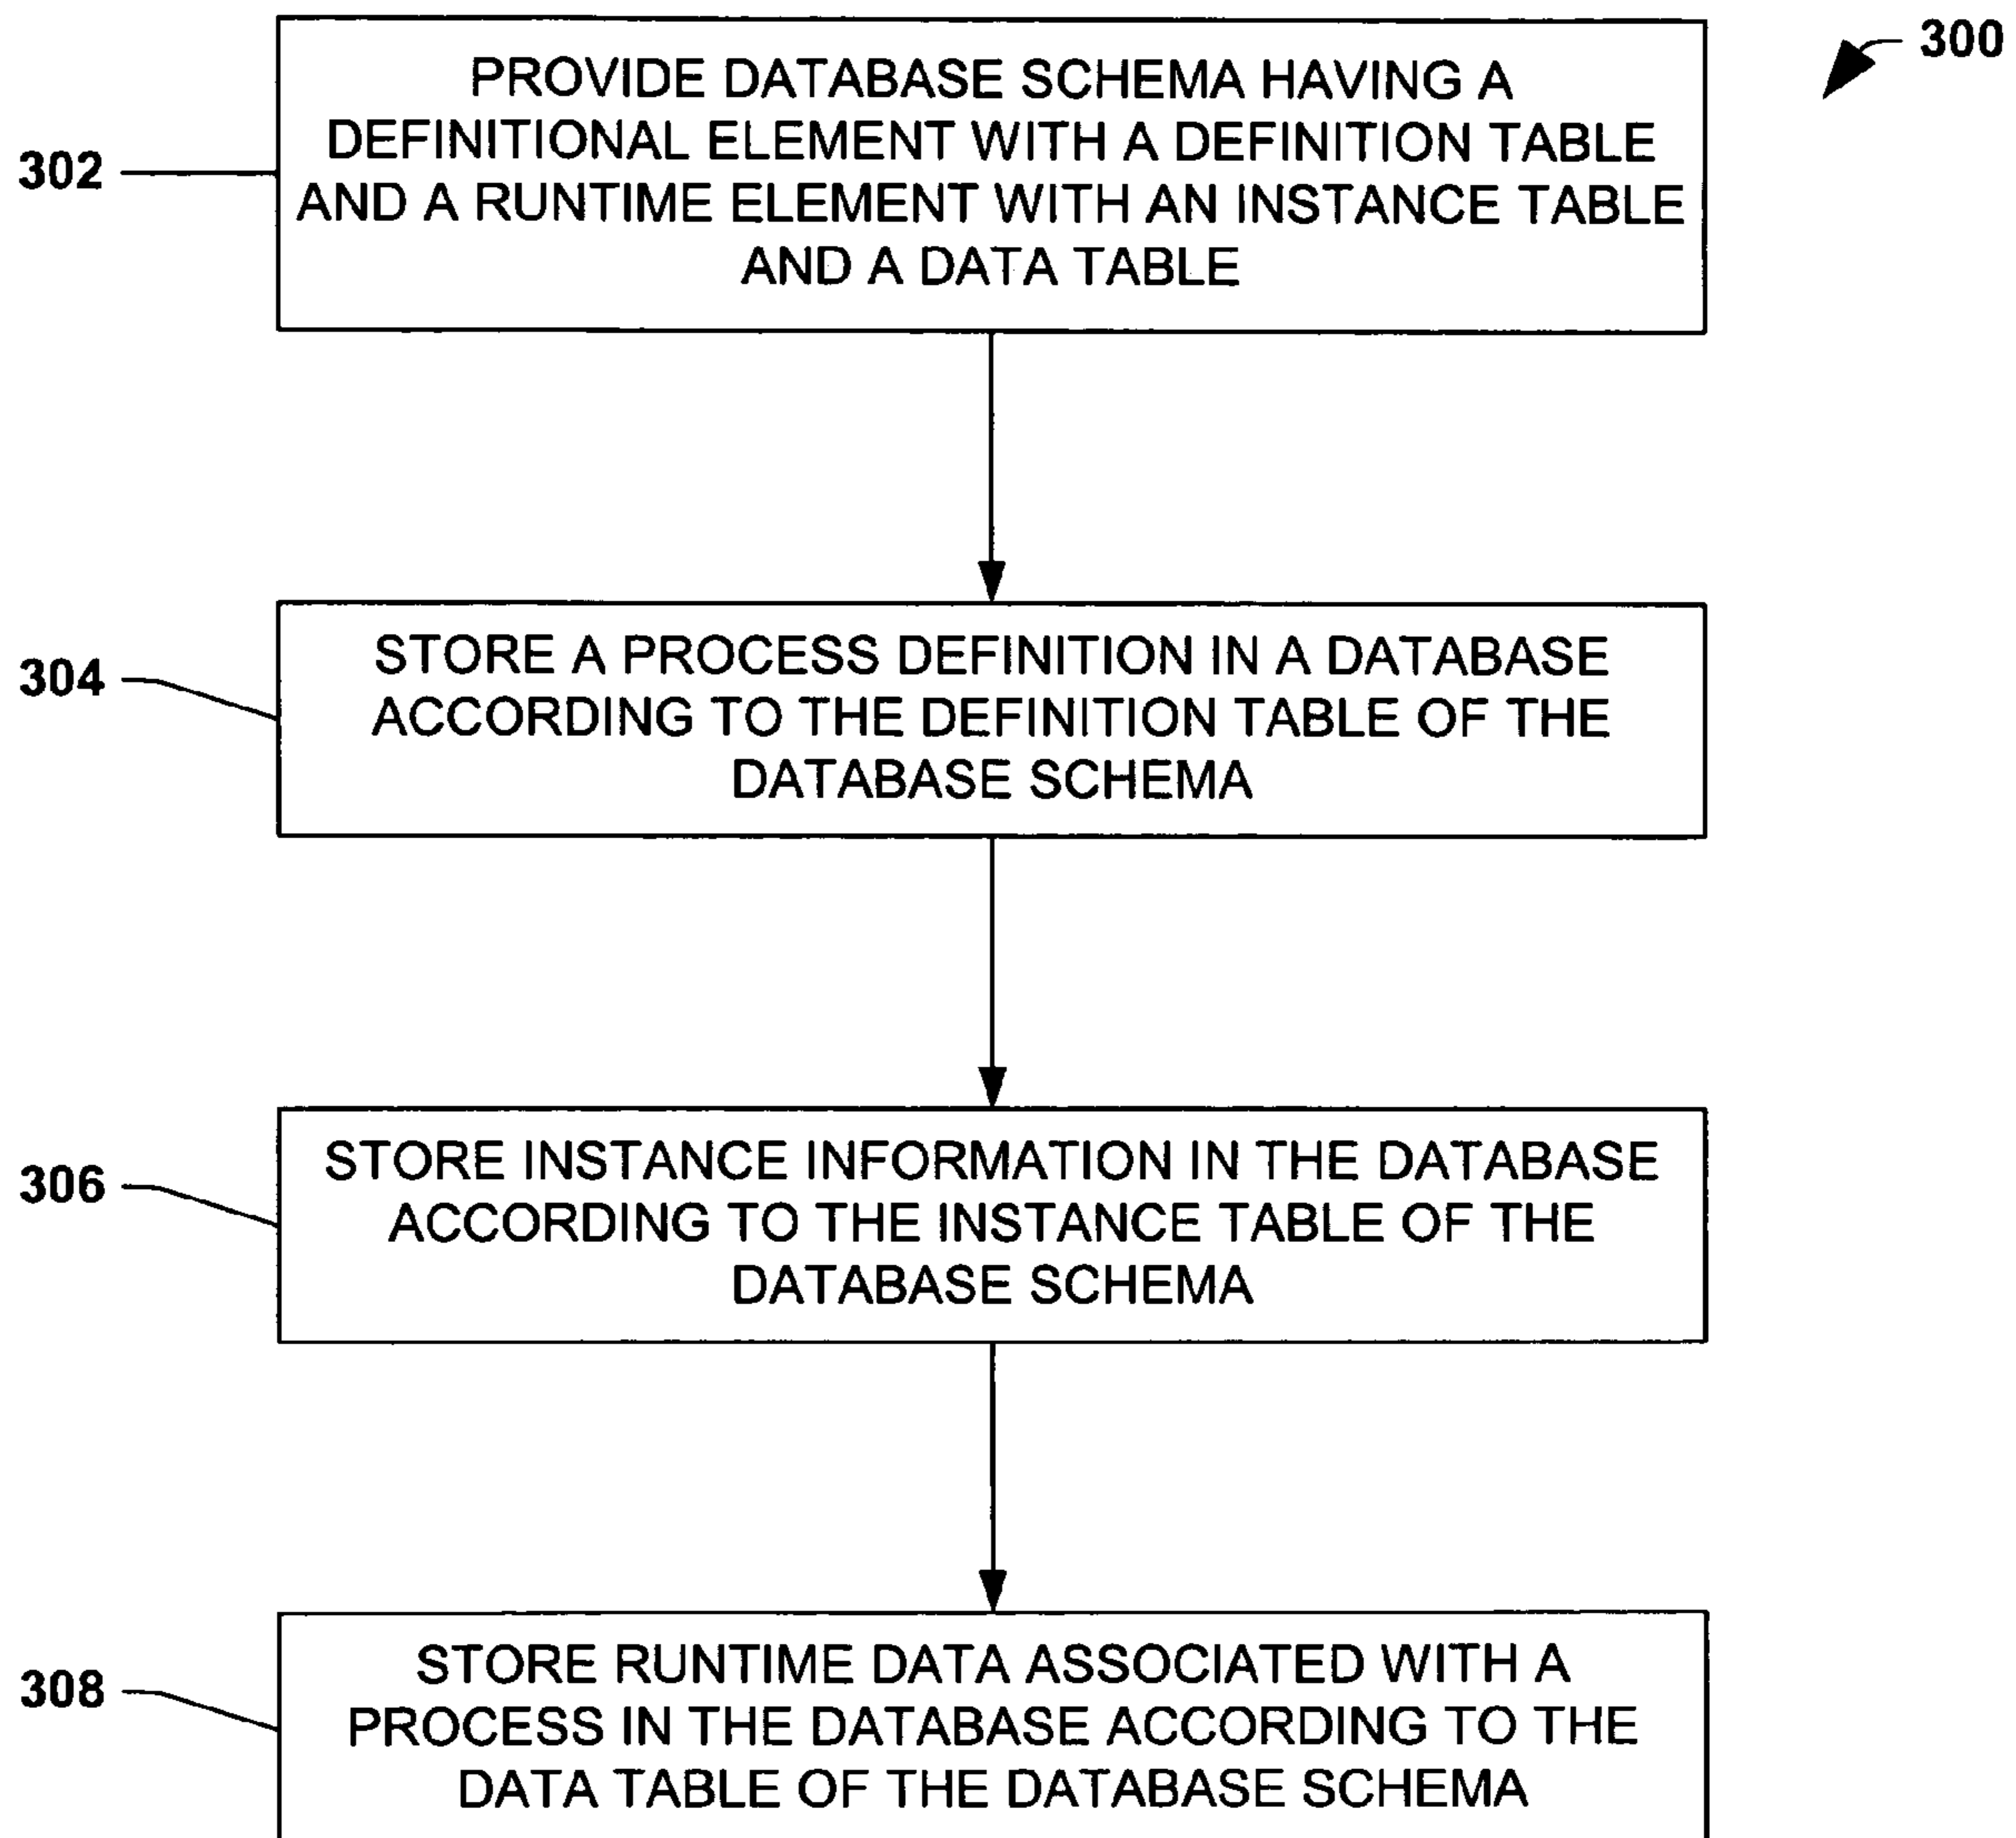 300
302
PROVIDE DATABASE SCHEMA HAVING A
DEFINITIONAL ELEMENT WITH A DEFINITION TABLE
AND A RUNTIME ELEMENT WITH AN INSTANCE TABLE
AND A DATA TABLE
304
STORE A PROCESS DEFINITION IN A DATABASE
ACCORDING TO THE DEFINITION TABLE OF THE
DATABASE SCHEMA
306
STORE INSTANCE INFORMATION IN THE DATABASE
ACCORDING TO THE INSTANCE TABLE OF THE
DATABASE SCHEMA
308
STORE RUNTIME DATA ASSOCIATED WITH A
PROCESS IN THE DATABASE ACCORDING TO THE
DATA TABLE OF THE DATABASE SCHEMA